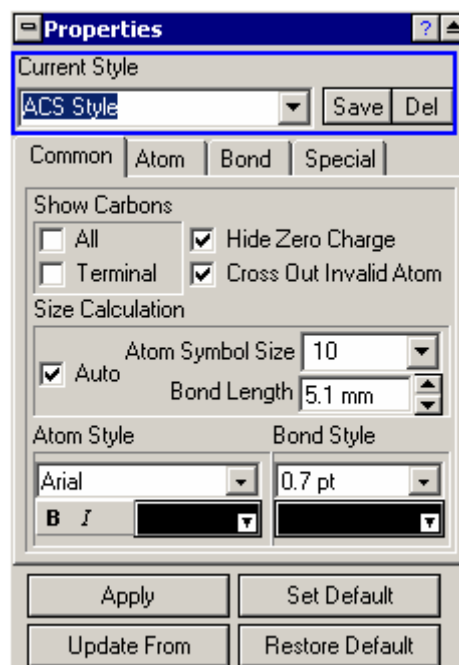 Properties ?
Current Style
ACS Style Save Del
Common Atom Bond Special
Show Carbons
All Hide Zero Charge
Terminal Cross Out Invalid Atom
Size Calculation
Atom Symbol Size 10
Auto
Bond Length 5.1 mm
Atom Style Bond Style
Arial 0.7 pt
B I
Apply Set Default
Update From Restore Default